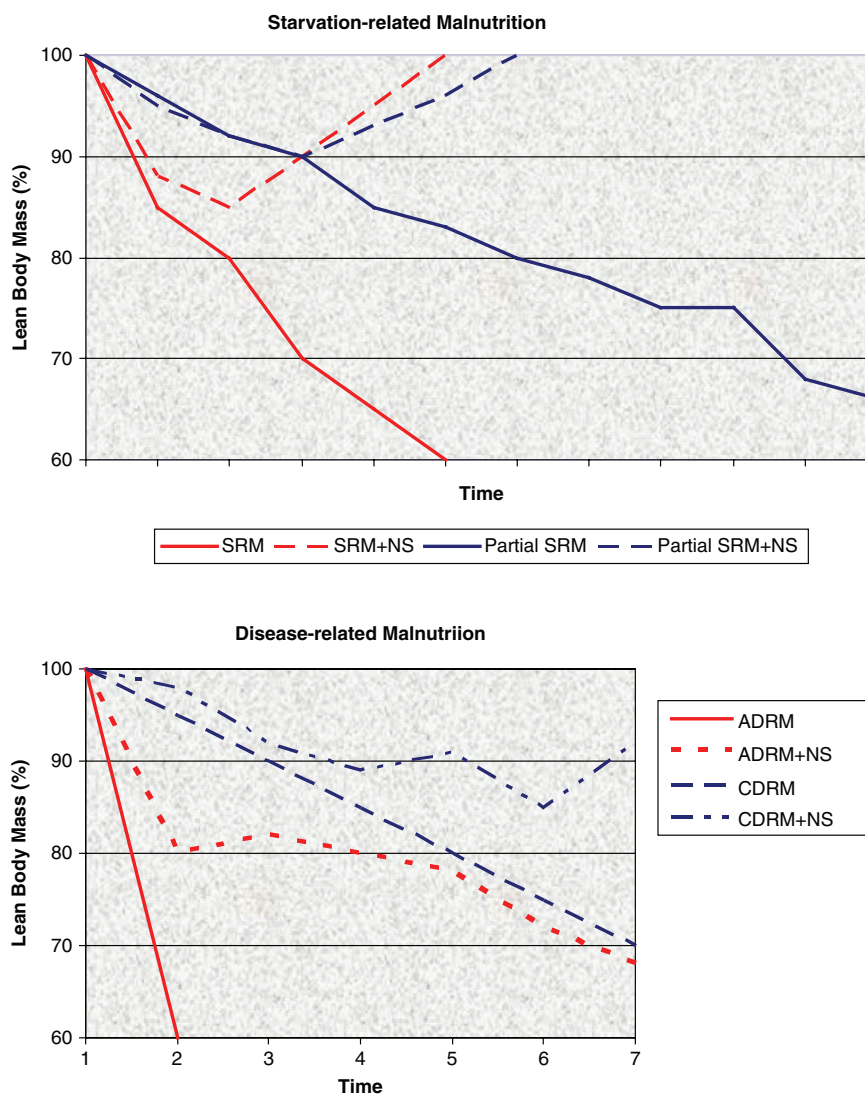 Starvation-related Malnutrition
100
90
80
70
60
Lean Body Mass (%)
Time
SRM SRM+NS Partial SRM Partial SRM+NS
Disease-related Malnutriion
100
90
80
70
60
Lean Body Mass (%)
1 2 3 4 5 6 7
Time
ADRM
ADRM+NS
CDRM
CDRM+NS